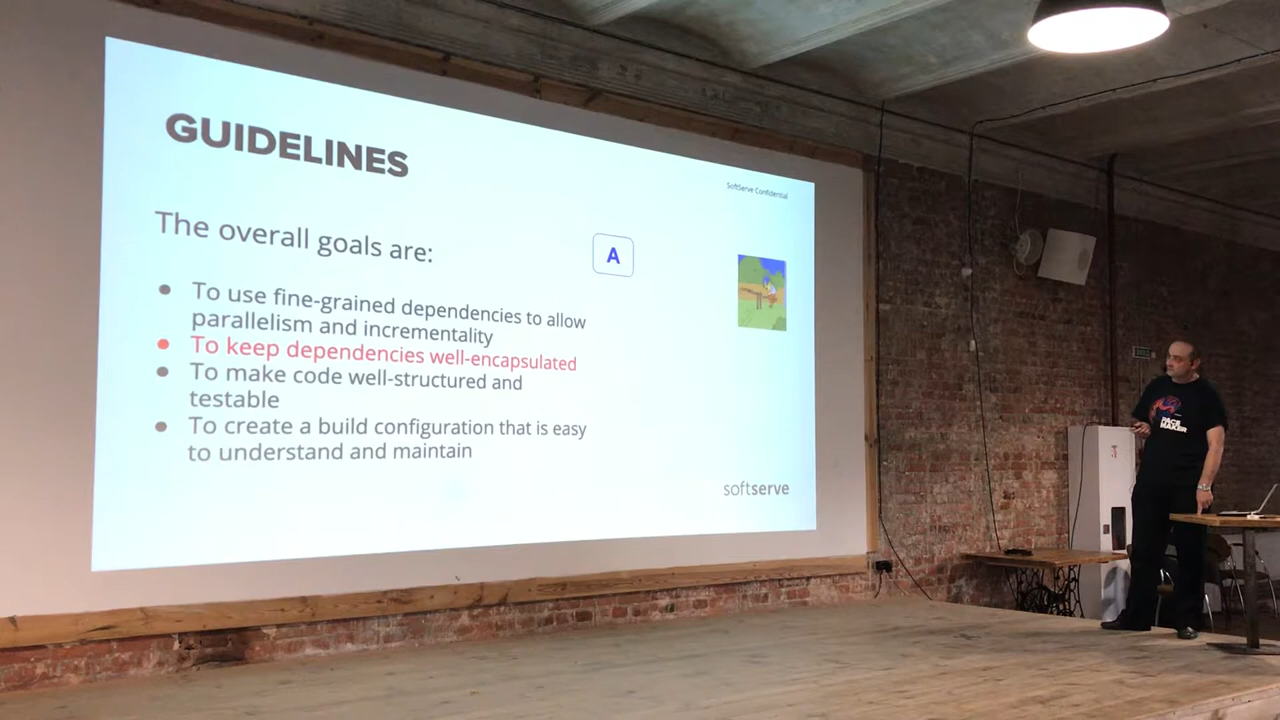 GUIDELINES
SoftServe Confidential
The overall goals are:
A
● To use fine-grained dependencies to allow
parallelism and incrementality
● To keep dependencies well-encapsulated
● To make code well-structured and
testable
● To create a build configuration that is easy
to understand and maintain
softserve
PACE
MAKER